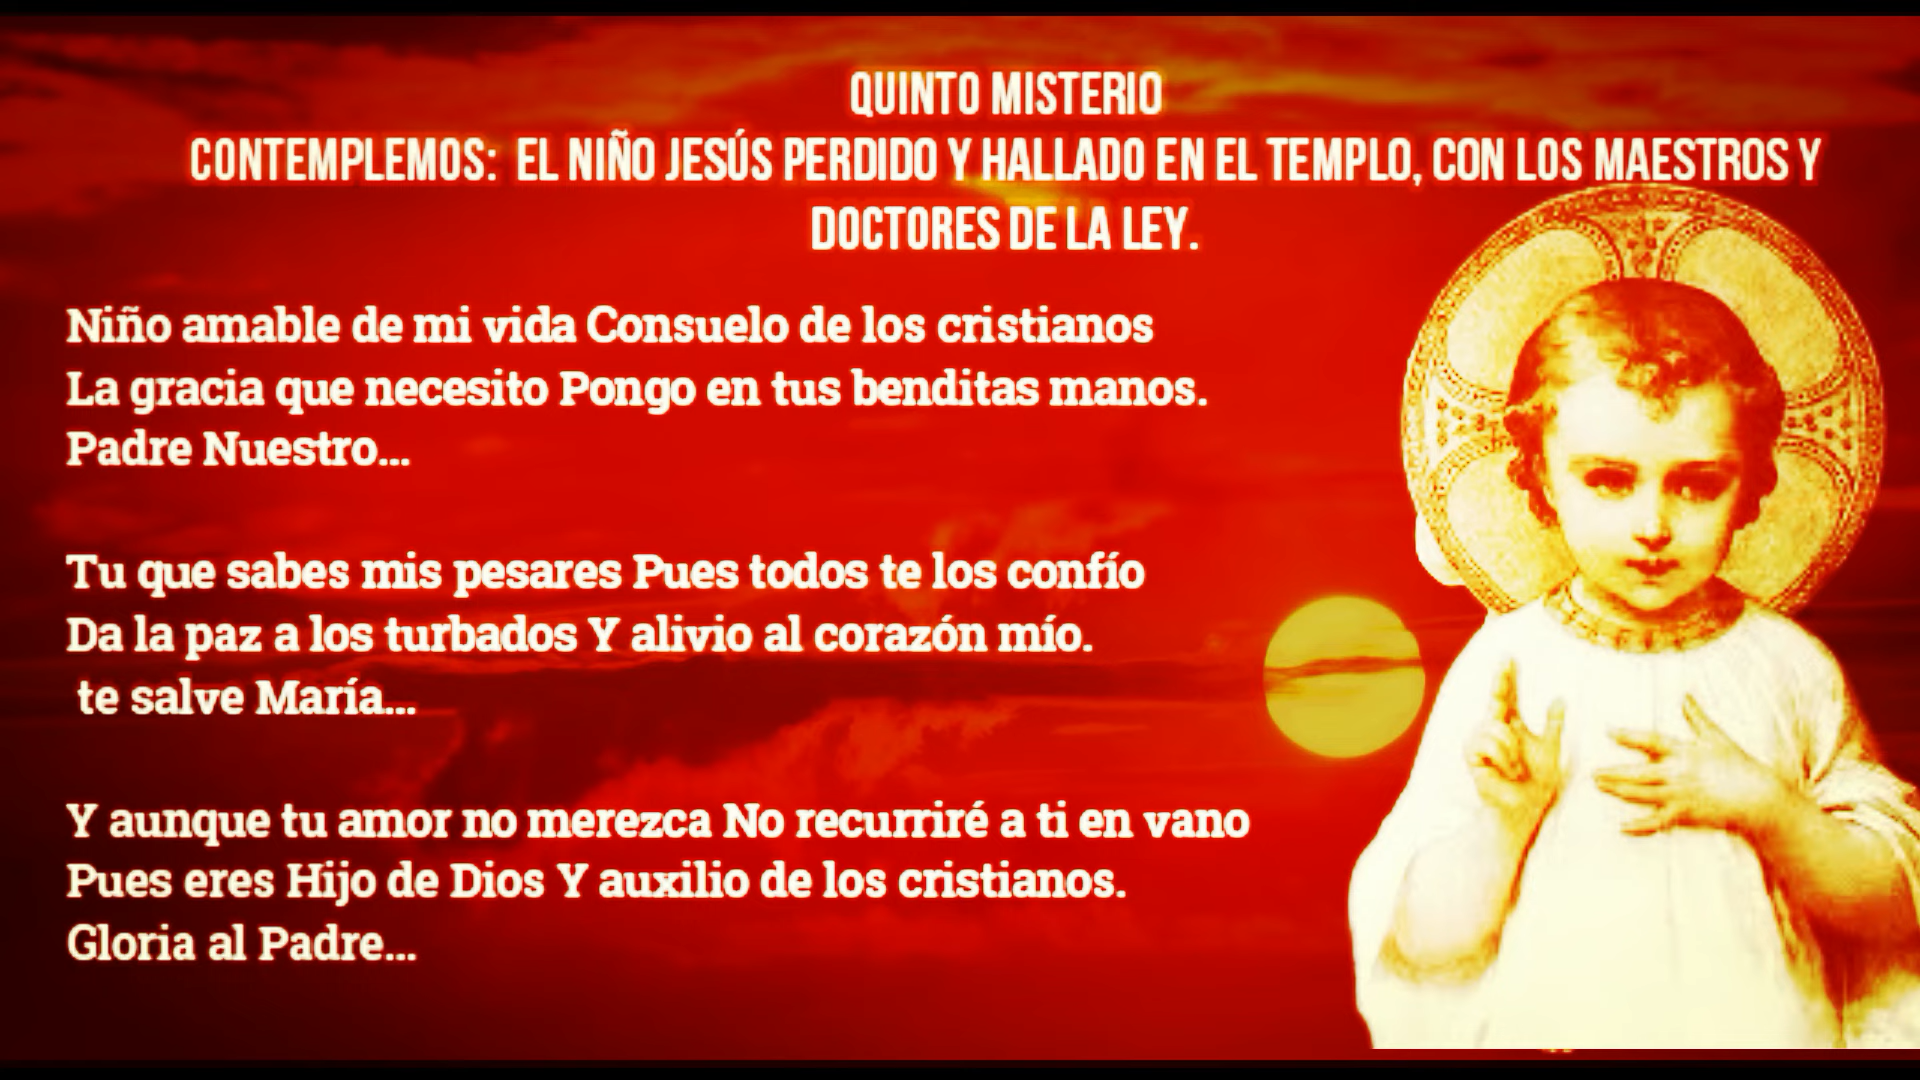 QUINTO MISTERIO
CONTEMPLEMOS: EL NIÑO JESÚS PERDIDO Y HALLADO EN EL TEMPLO, CON LOS MAESTROS Y
DOCTORES DE LA LEY.
Niño amable de mi vida Consuelo de los cristianos
La gracia que necesito Pongo en tus benditas manos.
Padre Nuestro...
Tu que sabes mis pesares Pues todos te los confío
Da la paz a los turbados Y alivio al corazón mío.
te salve María...
Y aunque tu amor no merezca No recurriré a ti en vano
Pues eres Hijo de Dios Y auxilio de los cristianos.
Gloria al Padre...